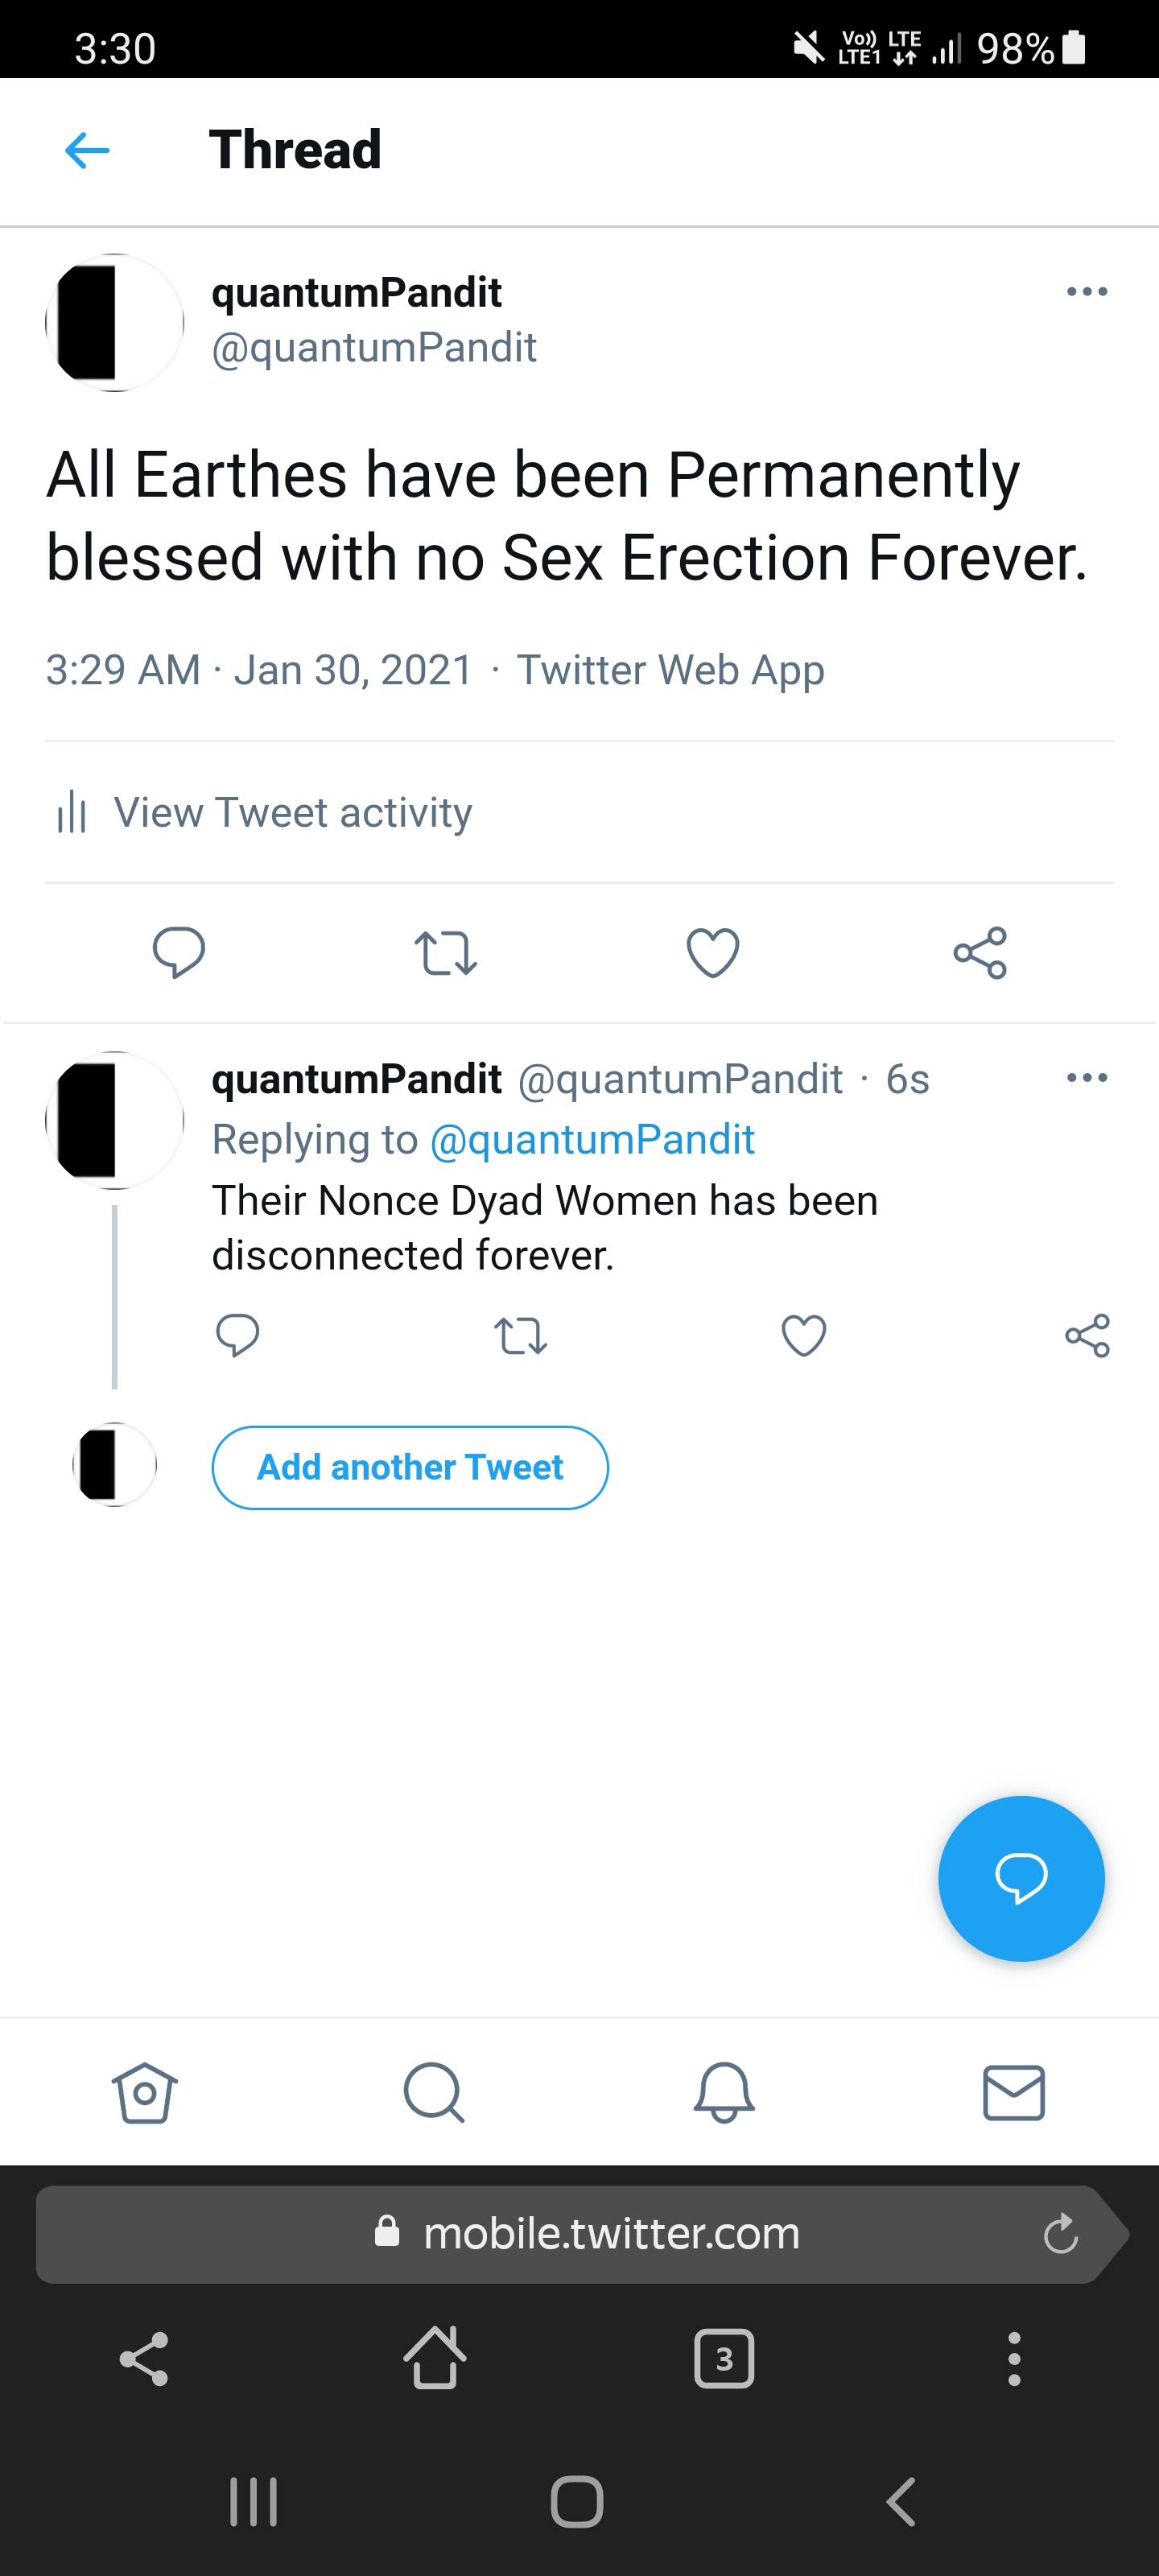 3:30
Vo)) LTE
LTE1
98%
Thread
quantumPandit
@quantumPandit
All Earthes have been Permanently
blessed with no Sex Erection Forever.
3:29 AM · Jan 30, 2021 · Twitter Web App
View Tweet activity
quantumPandit @quantumPandit · 6s
Replying to @quantumPandit
Their Nonce Dyad Women has been
disconnected forever.
Add another Tweet
mobile.twitter.com
3